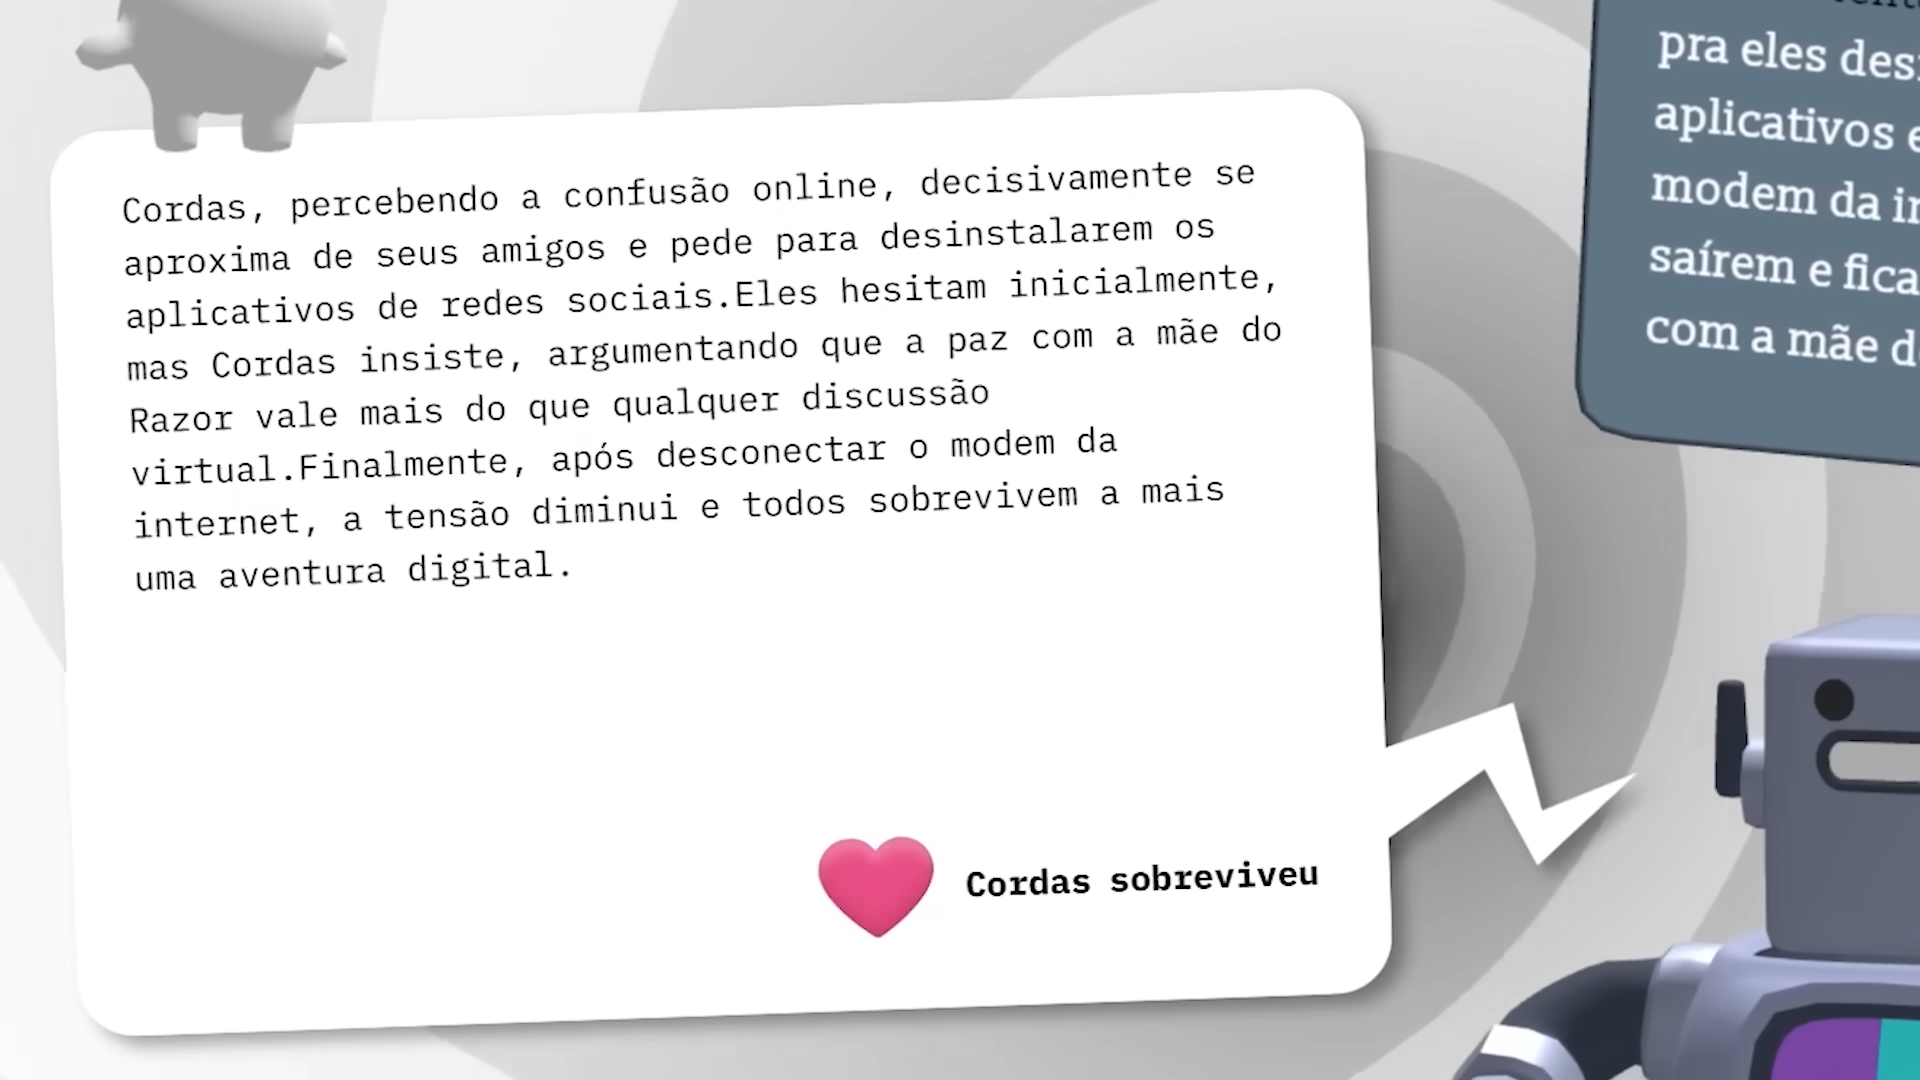 Cordas, percebendo a confusão online, decisivamente se
aproxima de seus amigos e pede para desinstalarem os
aplicativos de redes sociais.Eles hesitam inicialmente,
mas Cordas insiste, argumentando que a paz com a mãe do
Razor vale mais do que qualquer discussão
virtual.Finalmente, após desconectar o modem da
internet, a tensão diminui e todos sobrevivem a mais
uma aventura digital.
Cordas sobreviveu
pra eles
aplicativos
modem da
saírem e
com a mãe